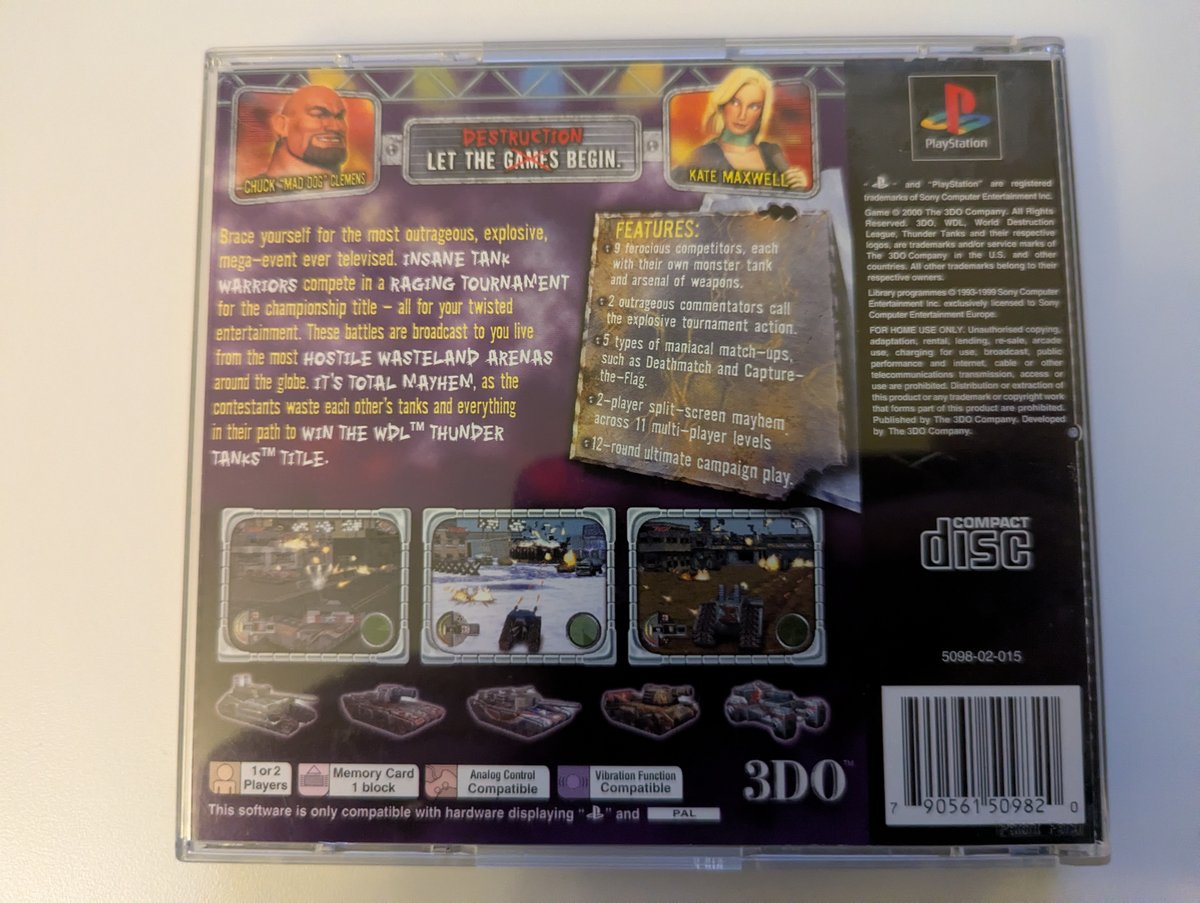 CHUCK "MAD DOG" CLEMENS
DESTRUCTION
LET THE GAMES BEGIN.
KATE MAXWELL
Brace yourself for the most outrageous, explosive,
mega-event ever televised. INSANE TANK
WARRIORS compete in a RAGING TOURNAMENT
for the championship title - all for your twisted
entertainment. These battles are broadcast to you live
from the most HOSTILE WASTELAND ARENAS
around the globe. IT'S TOTAL MAYHEM, as the
contestants waste each other's tanks and everything
in their path to WIN THE WDL™ THUNDER
TANKS™ TITLE.
FEATURES:
9 ferocious competitors, each
with their own monster tank
and arsenal of weapons.
2 outrageous commentators call
the explosive tournament action.
5 types of maniacal match-ups,
such as Deathmatch and Capture-
the-Flag.
2-player split-screen mayhem
across 11 multi-player levels
12-round ultimate campaign play.
1 or 2
Players
Memory Card
1 block
Analog Control
Compatible
Vibration Function
Compatible
3DO™
This software is only compatible with hardware displaying " " and PAL
PlayStation
" " and "PlayStation" are registered
trademarks of Sony Computer Entertainment Inc.
Game © 2000 The 3DO Company. All Rights
Reserved. 3DO, WDL, World Destruction
League, Thunder Tanks and their respective
logos, are trademarks and/or service marks of
The 3DO Company in the U.S. and other
countries. All other trademarks belong to their
respective owners.
Library programmes © 1993-1999 Sony Computer
Entertainment Inc. exclusively licensed to Sony
Computer Entertainment Europe.
FOR HOME USE ONLY. Unauthorised copying,
adaptation, rental, lending, re-sale, arcade
use, charging for use, broadcast, public
performance and internet, cable or other
telecommunications transmission, access or
use are prohibited. Distribution or extraction of
this product or any trademark or copyright work
that forms part of this product are prohibited.
Published by The 3DO Company. Developed
by The 3DO Company.
COMPACT
disc
5098-02-015
7 90561 50982 0